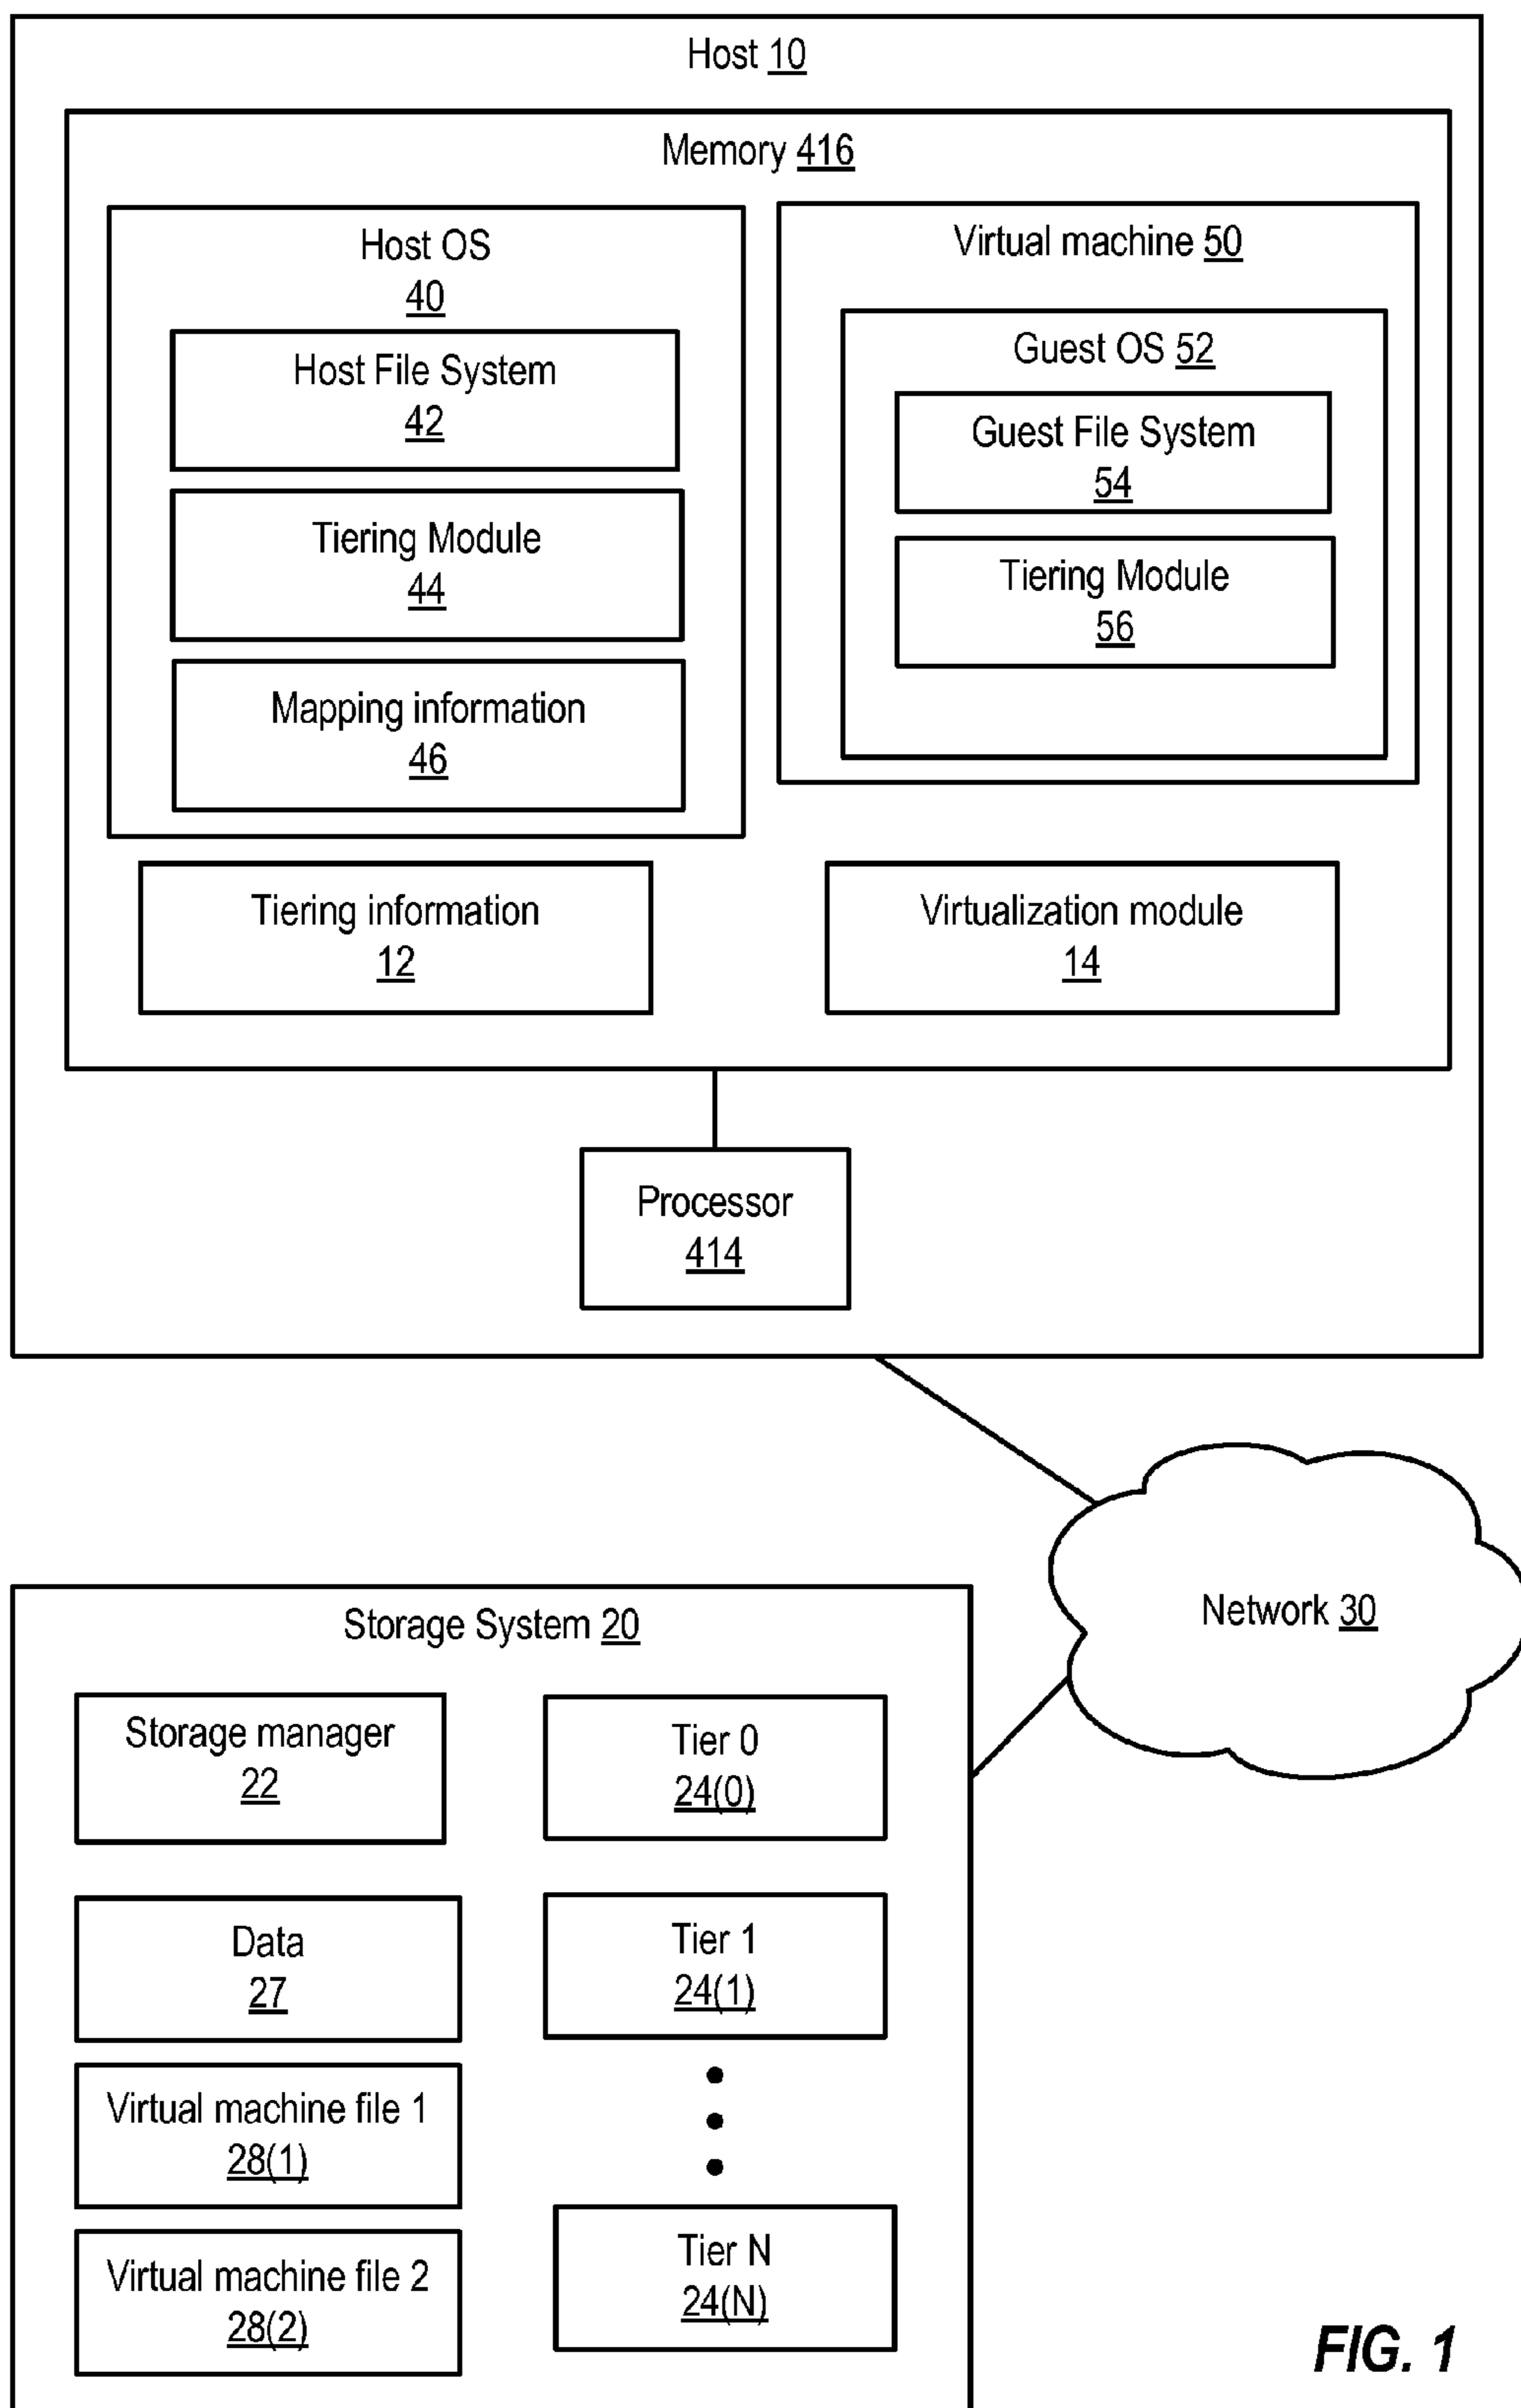 Host 10
Memory 416
Host OS
40
Host File System
42
Tiering Module
44
Mapping information
46
Virtual machine 50
Guest OS 52
Guest File System
54
Tiering Module
56
Tiering information
12
Virtualization module
14
Processor
414
Network 30
Storage System 20
Storage manager
22
Tier 0
24(0)
Data
27
Tier 1
24(1)
Virtual machine file 1
28(1)
Virtual machine file 2
28(2)
Tier N
24(N)
FIG. 1